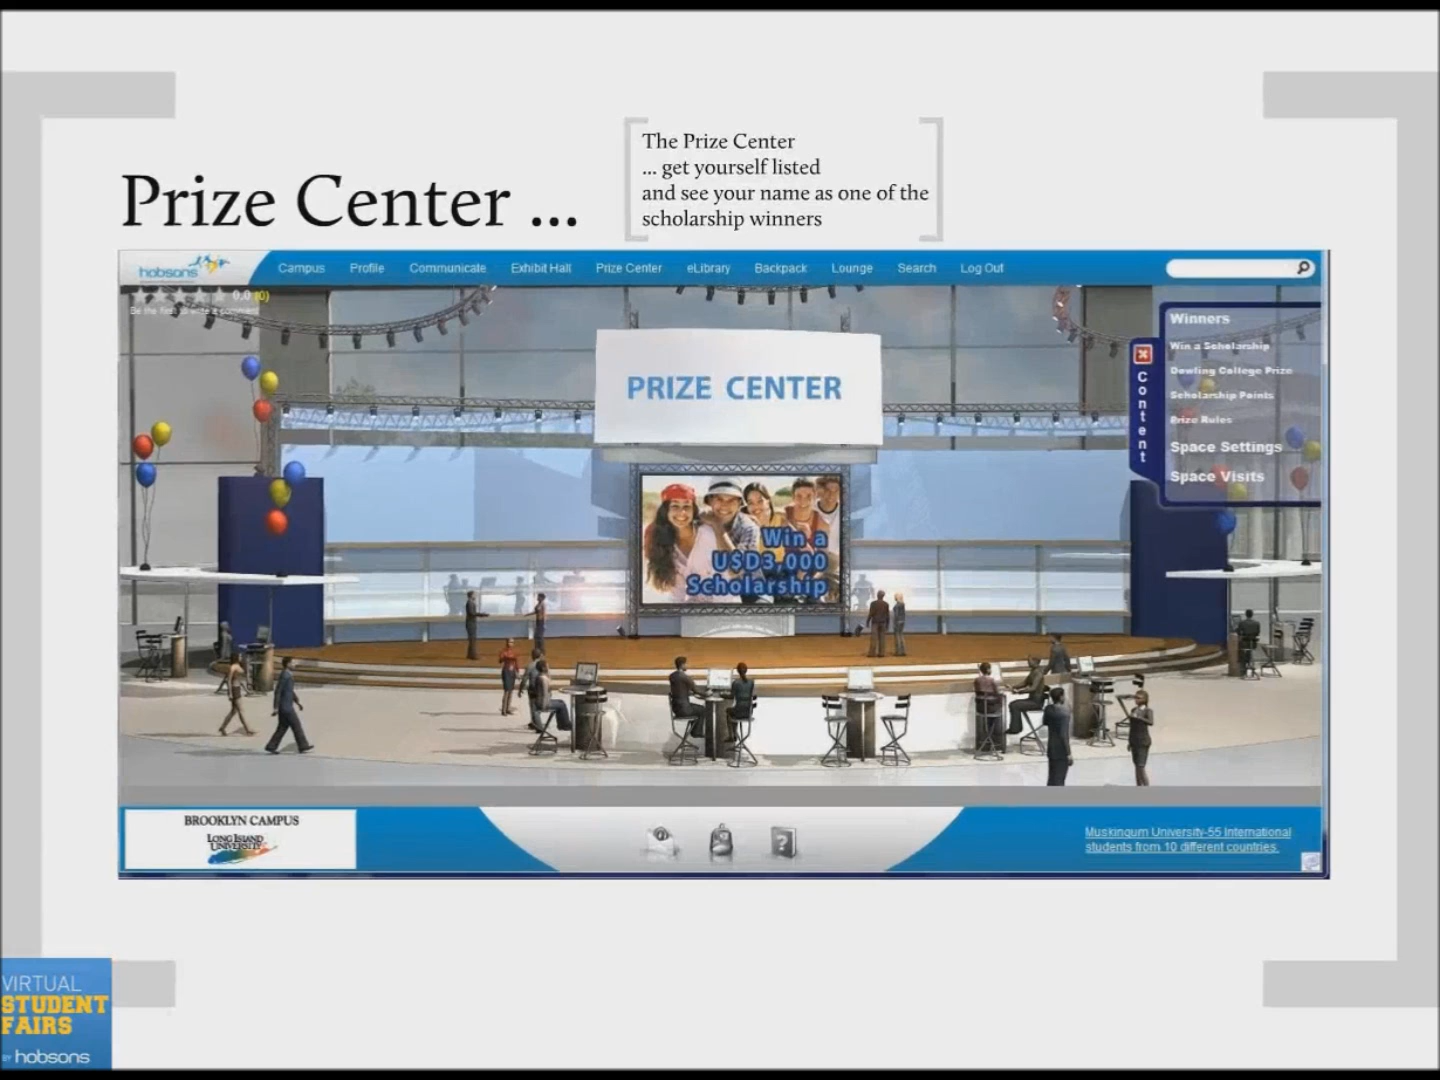 The Prize Center
... get yourself listed
and see your name as one of the
scholarship winners
Prize Center ...
hobsons
Campus Profile Communicate Exhibit Hall Prize Center eLibrary Backpack Lounge Search Log Out
0.0 (0)
Be the first to write a comment
PRIZE CENTER
Win a
USD3,000
Scholarship
Content
Winners
Win a Scholarship
Dowling College Prize
Scholarship Points
Prize Rules
Space Settings
Space Visits
BROOKLYN CAMPUS
LONG ISLAND
UNIVERSITY
?
Muskingum University-55 International
students from 10 different countries.
VIRTUAL
STUDENT
FAIRS
BY hobsons